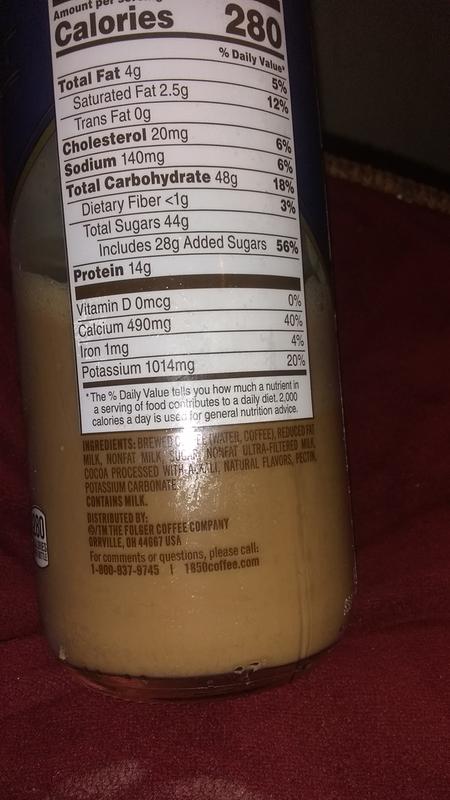 Amount per serving
Calories 280
% Daily Value*
Total Fat 4g 5%
Saturated Fat 2.5g 12%
Trans Fat 0g
Cholesterol 20mg 6%
Sodium 140mg 6%
Total Carbohydrate 48g 18%
Dietary Fiber <1g 3%
Total Sugars 44g
Includes 28g Added Sugars 56%
Protein 14g
Vitamin D 0mcg 0%
Calcium 490mg 40%
Iron 1mg 4%
Potassium 1014mg 20%
*The % Daily Value tells you how much a nutrient in
a serving of food contributes to a daily diet. 2,000
calories a day is used for general nutrition advice.
INGREDIENTS: BREWED COFFEE (WATER, COFFEE), REDUCED FAT
MILK, NONFAT MILK, SUGAR, NONFAT ULTRA-FILTERED MILK,
COCOA PROCESSED WITH ALKALI, NATURAL FLAVORS, PECTIN,
POTASSIUM CARBONATE.
CONTAINS MILK.
DISTRIBUTED BY:
©/TM THE FOLGER COFFEE COMPANY
ORRVILLE, OH 44667 USA
For comments or questions, please call:
1-800-937-9745 | 1850coffee.com